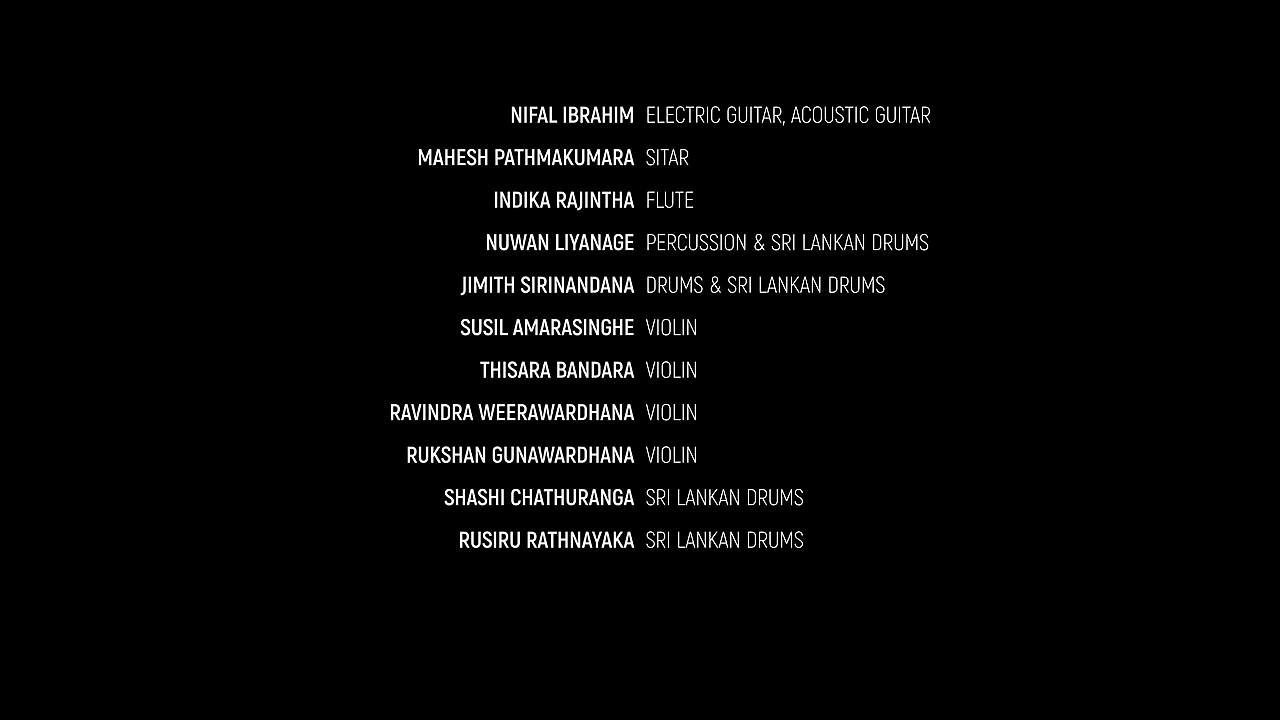 NIFAL IBRAHIM ELECTRIC GUITAR, ACOUSTIC GUITAR
MAHESH PATHMAKUMARA SITAR
INDIKA RAJINTHA FLUTE
NUWAN LIYANAGE PERCUSSION & SRI LANKAN DRUMS
JIMITH SIRINANDANA DRUMS & SRI LANKAN DRUMS
SUSIL AMARASINGHE VIOLIN
THISARA BANDARA VIOLIN
RAVINDRA WEERAWARDHANA VIOLIN
RUKSHAN GUNAWARDHANA VIOLIN
SHASHI CHATHURANGA SRI LANKAN DRUMS
RUSIRU RATHNAYAKA SRI LANKAN DRUMS